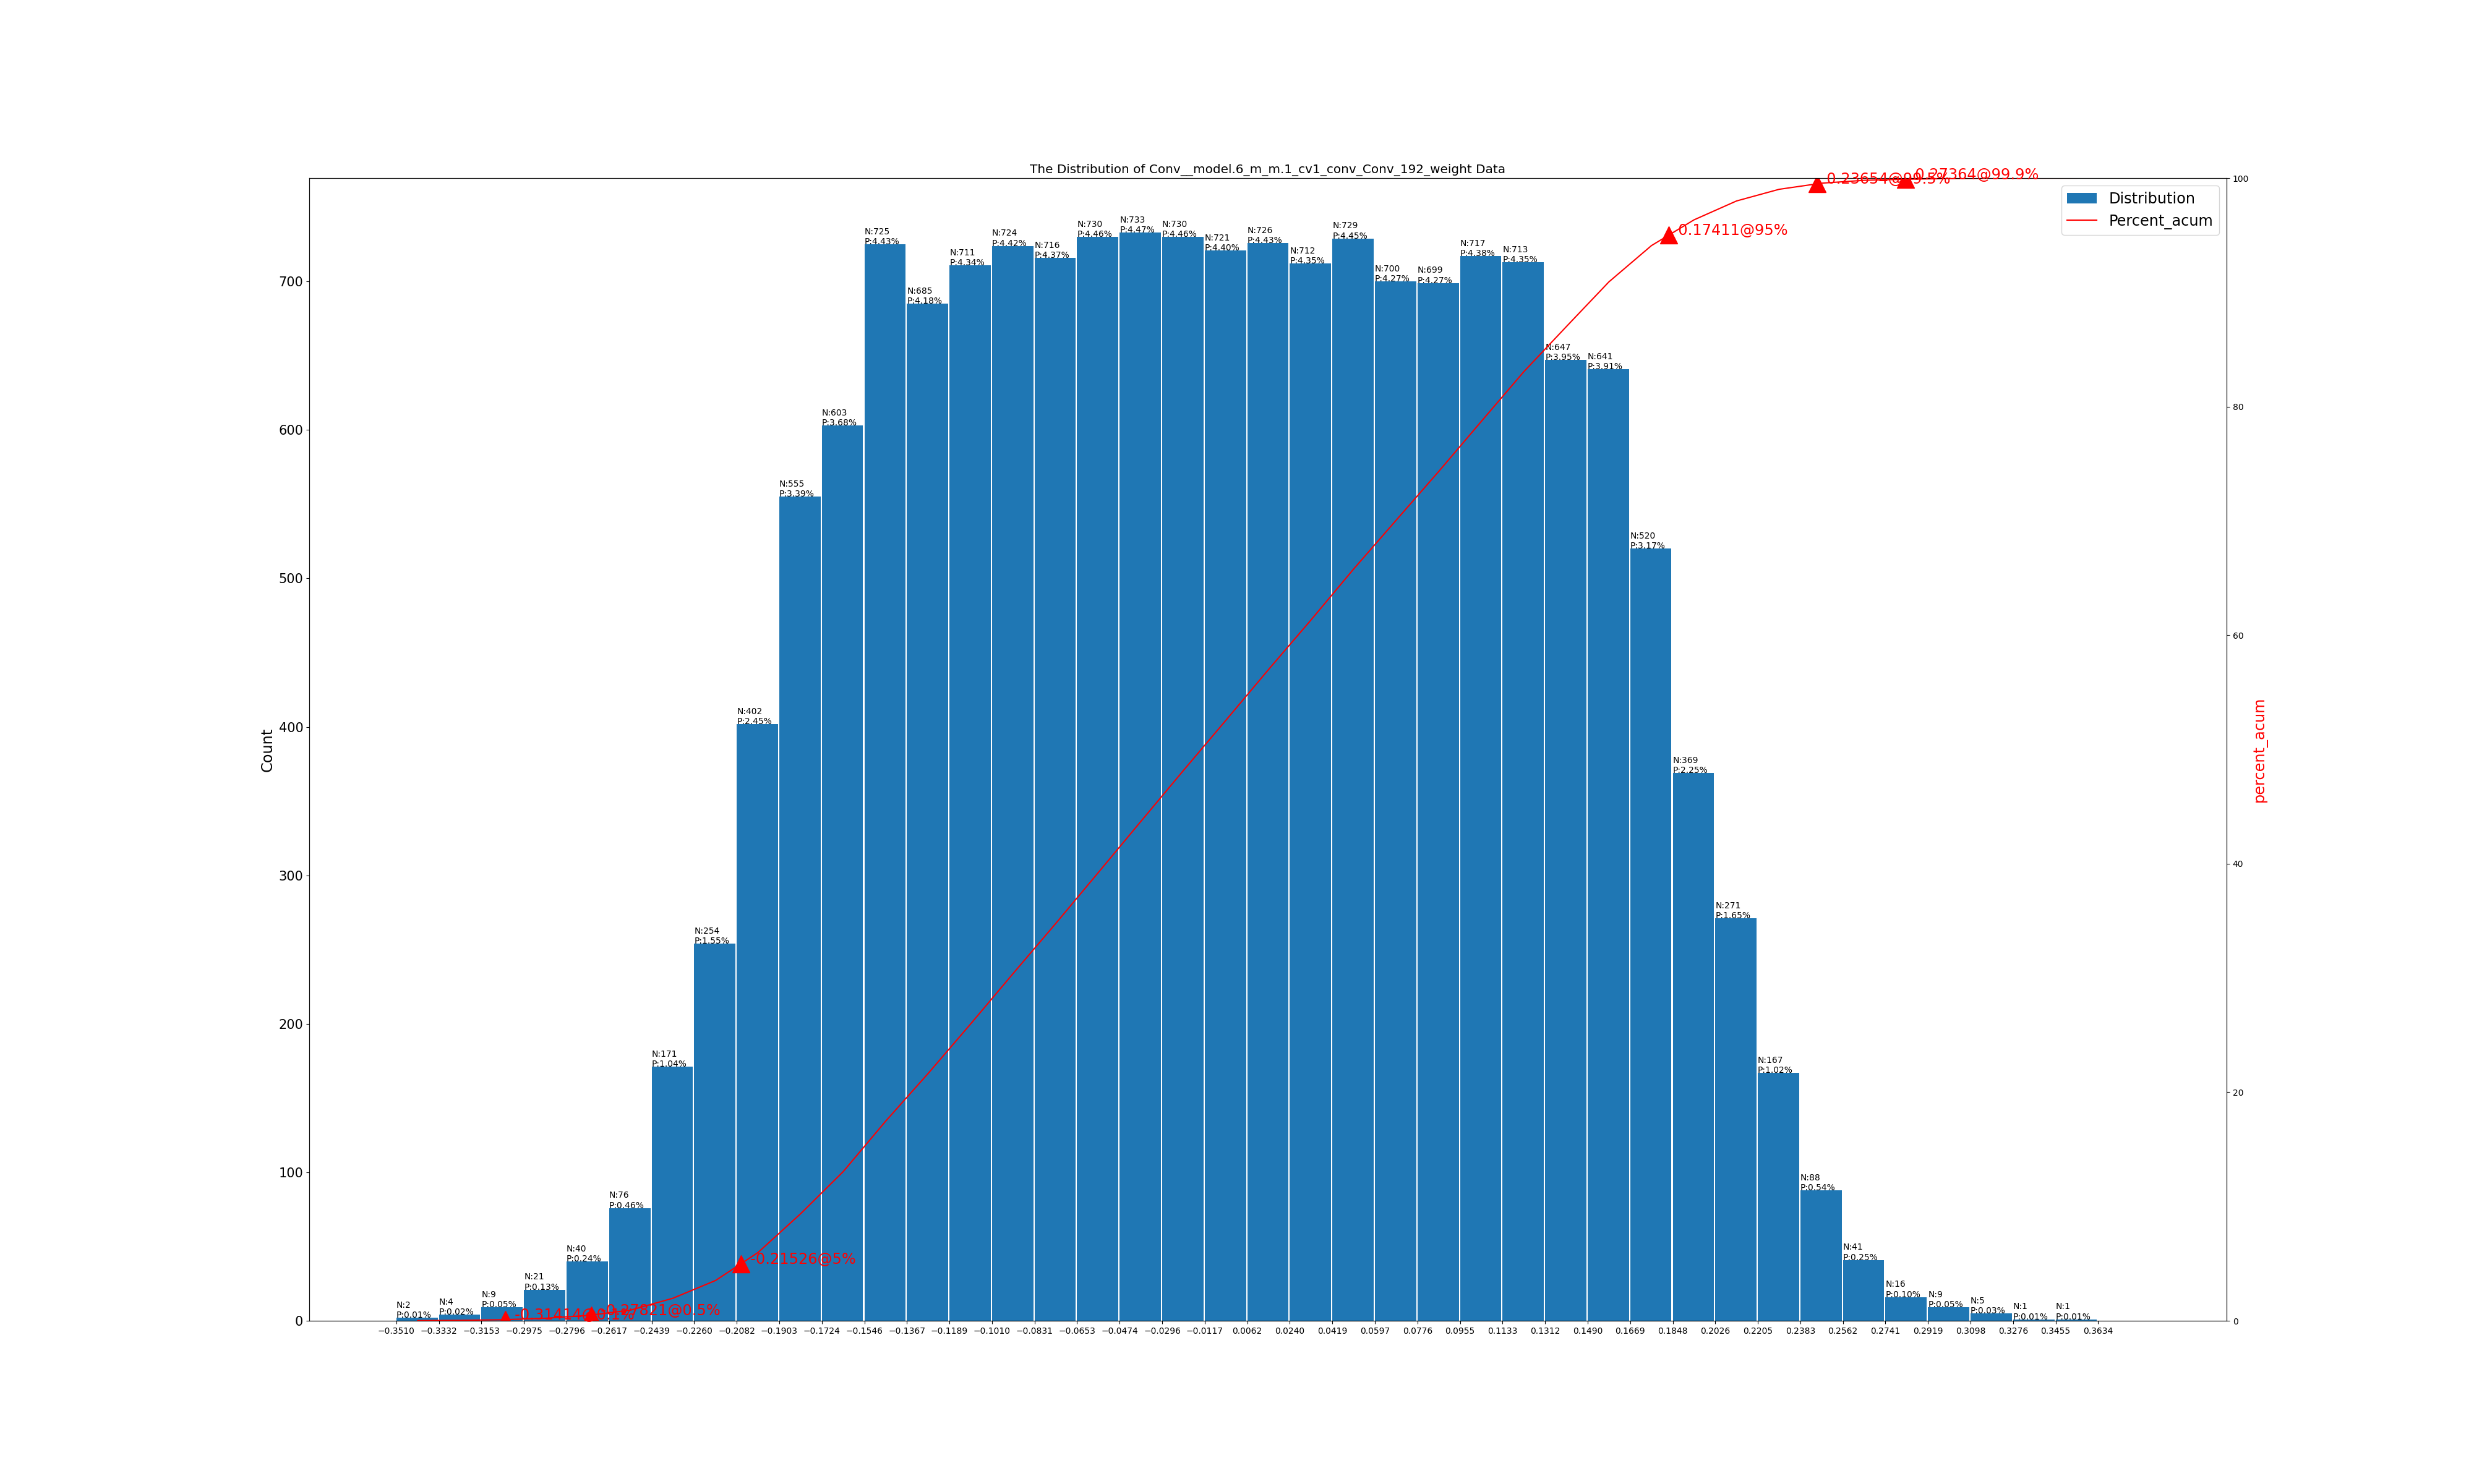 The Distribution of Conv__model.6_m_m.1_cv1_conv_Conv_192_weight Data
Distribution
Percent_acum
Count
percent_acum
0
100
200
300
400
500
600
700
0
20
40
60
80
100
N:2
P:0.01%
N:4
P:0.02%
N:9
P:0.05%
N:21
P:0.13%
N:40
P:0.24%
N:76
P:0.46%
N:171
P:1.04%
N:254
P:1.55%
N:402
P:2.45%
N:555
P:3.39%
N:603
P:3.68%
N:725
P:4.43%
N:685
P:4.18%
N:711
P:4.34%
N:724
P:4.42%
N:716
P:4.37%
N:730
P:4.46%
N:733
P:4.47%
N:730
P:4.46%
N:721
P:4.40%
N:726
P:4.43%
N:712
P:4.35%
N:729
P:4.45%
N:700
P:4.27%
N:699
P:4.27%
N:717
P:4.38%
N:713
P:4.35%
N:647
P:3.95%
N:641
P:3.91%
N:520
P:3.17%
N:369
P:2.25%
N:271
P:1.65%
N:167
P:1.02%
N:88
P:0.54%
N:41
P:0.25%
N:16
P:0.10%
N:9
P:0.05%
N:5
P:0.03%
N:1
P:0.01%
N:1
P:0.01%
-0.27821@0.5%
-0.21526@5%
0.17411@95%
0.23654@99.5%
0.27364@99.9%
−0.3510 −0.3332 −0.3153 −0.2975 −0.2796 −0.2617 −0.2439 −0.2260 −0.2082 −0.1903 −0.1724 −0.1546 −0.1367 −0.1189 −0.1010 −0.0831 −0.0653 −0.0474 −0.0296 −0.0117 0.0062 0.0240 0.0419 0.0597 0.0776 0.0955 0.1133 0.1312 0.1490 0.1669 0.1848 0.2026 0.2205 0.2383 0.2562 0.2741 0.2919 0.3098 0.3276 0.3455 0.3634